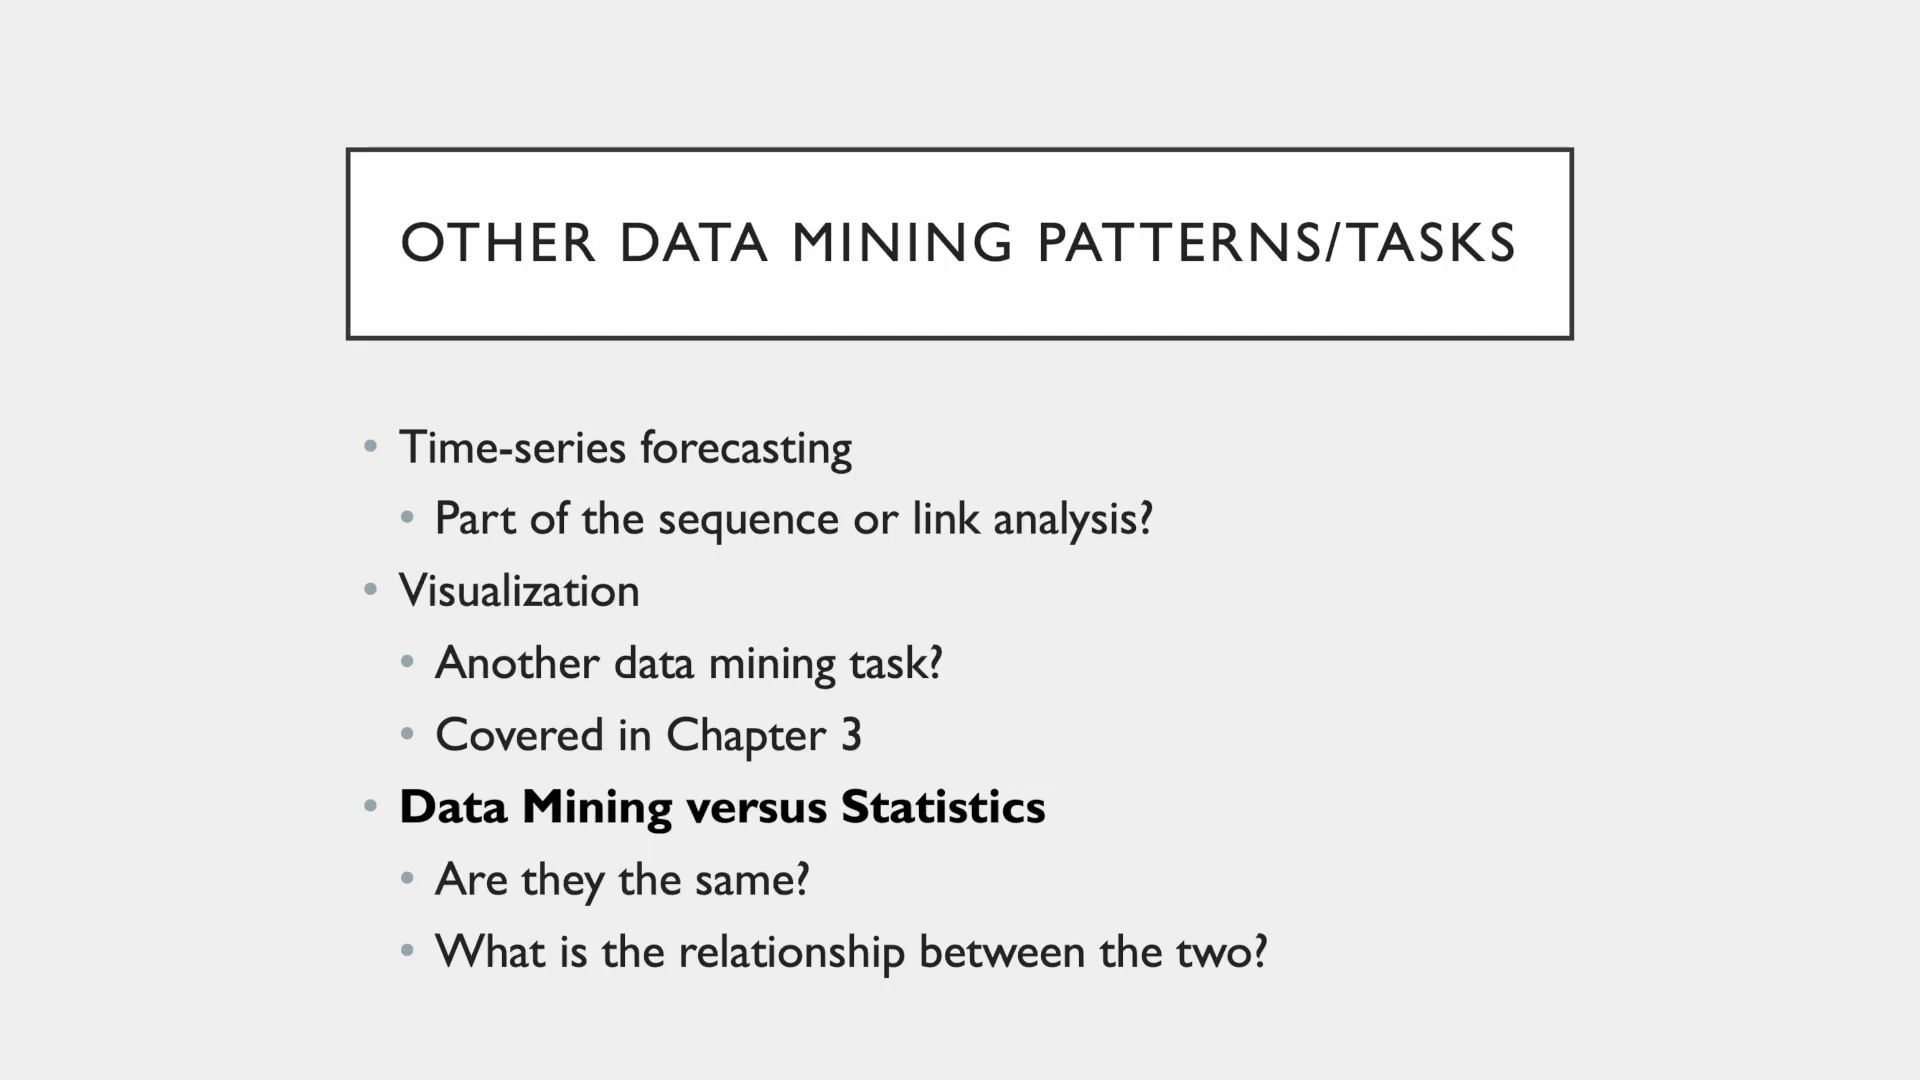 OTHER DATA MINING PATTERNS/TASKS
• Time-series forecasting
• Part of the sequence or link analysis?
• Visualization
• Another data mining task?
• Covered in Chapter 3
• Data Mining versus Statistics
• Are they the same?
• What is the relationship between the two?